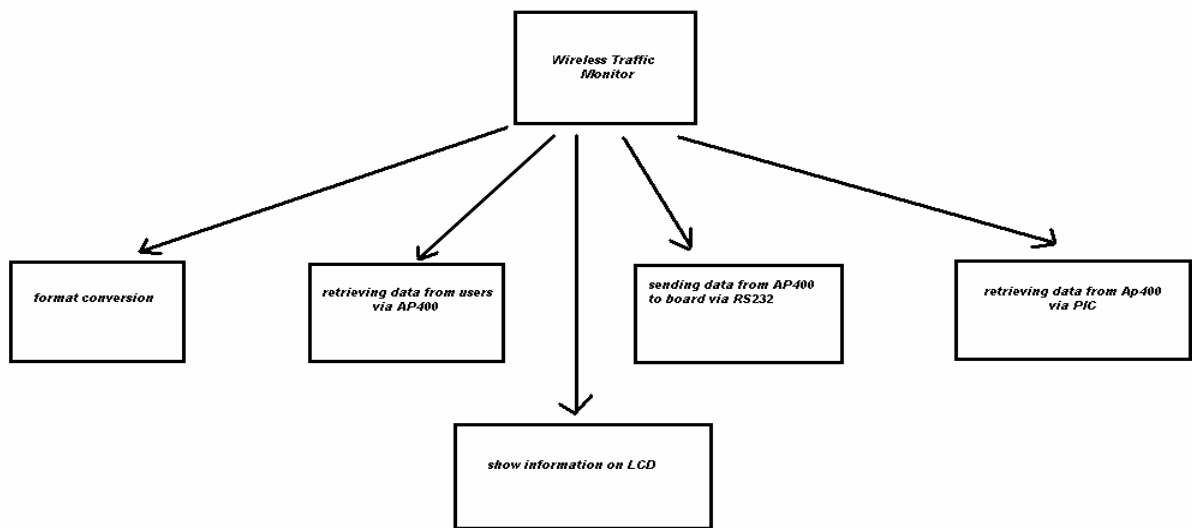 Wireless Traffic
Monitor
format conversion
retrieving data from users
via AP400
sending data from AP400
to board via RS232
retrieving data from Ap400
via PIC
show information on LCD